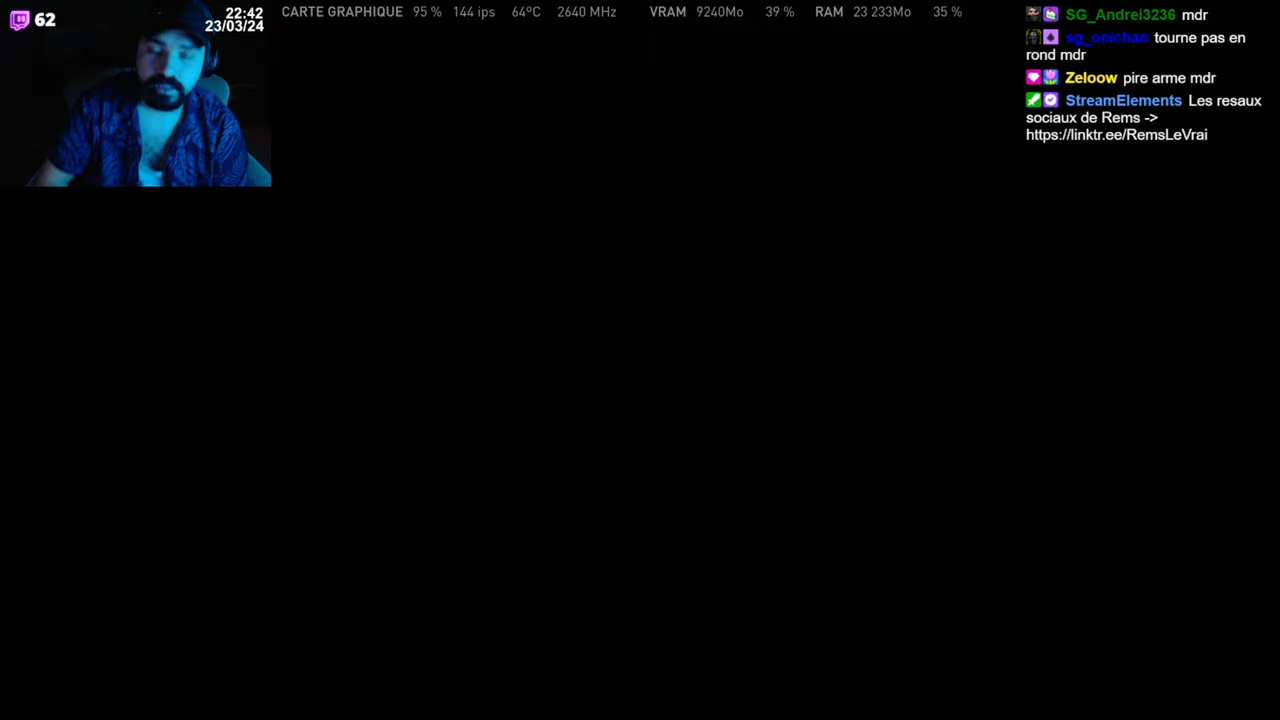 62
22:42
23/03/24
CARTE GRAPHIQUE 95 % 144 ips 64°C 2640 MHz VRAM 9240Mo 39 % RAM 23 233Mo 35 %
SG_Andrei3236 mdr
sg_onichan tourne pas en
rond mdr
Zeloow pire arme mdr
StreamElements Les resaux
sociaux de Rems ->
https://linktr.ee/RemsLeVrai